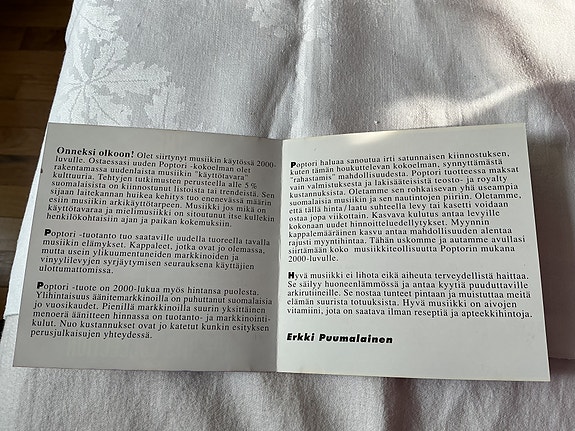 Onneksi olkoon! Olet siirtynyt musiikin käytössä 2000-
luvulle. Ostaessasi uuden Poptori -kokoelman olet
rakentamassa uudenlaista musiikin "käyttötavara"
kulttuuria. Tehtyjen tutkimusten perusteella alle 5 %
suomalaisista on kiinnostunut listoista tai trendeistä. Sen
sijaan laitekannan huikea kehitys tuo enenevässä määrin
esiin musiikin arkikäyttötarpeen. Musiikki jos mikä on
käyttötavaraa ja mielimusiikki on sitoutunut itse kullekin
henkilökohtaisin ajan ja paikan kokemuksin.
Poptori -tuotanto tuo saataville uudella tuoreella tavalla
musiikin elämykset. Kappaleet, jotka ovat jo olemassa,
mutta usein ylikuumentuneiden markkinoiden ja
vinyylilevyjen syrjäytymisen seurauksena käyttäjien
ulottumattomissa.
Poptori -tuote on 2000-lukua myös hintansa puolesta.
Ylihintaisuus äänitemarkkinoilla on puhuttanut suomalaisia
jo vuosikaudet. Pienillä markkinoilla suurin yksittäinen
menoerä äänitteen hinnassa on tuotanto- ja markkinointi-
kulut. Nuo kustannukset ovat jo katetut kunkin esityksen
perusjulkaisujen yhteydessä.
Poptori haluaa sanoutua irti satunnaisen kiinnostuksen,
kuten tämän houkuttelevan kokoelman, synnyttämästä
"rahastamis" mahdollisuudesta. Poptori tuotteessa maksat
vain valmistuksesta ja lakisääteisistä teosto- ja royalty
kustannuksista. Oletamme sen rohkaisevan yhä useampia
suomalaisia musiikin ja sen nautintojen piiriin. Oletamme,
että tällä hinta/laatu suhteella levy tai kasetti voidaan
ostaa jopa viikottain. Kasvava kulutus antaa levyille
kokonaan uudet hinnoitteluedellytykset. Myynnin
kappalemääräinen kasvu antaa mahdollisuuden alentaa
rajusti myyntihintaa. Tähän uskomme ja autamme avullasi
siirtämään koko musiikkiteollisuutta Poptorin mukana
2000-luvulle.
Hyvä musiikki ei lihota eikä aiheuta terveydellistä haittaa.
Se säilyy huoneenlämmössä ja antaa kyytiä puuduttaville
arkirutiineille. Se nostaa tunteet pintaan ja muistuttaa meitä
elämän suurista totuuksista. Hyvä musiikki on aivojen
vitamiini, jota on saatava ilman reseptiä ja apteekkihintoja.
Erkki Puumalainen